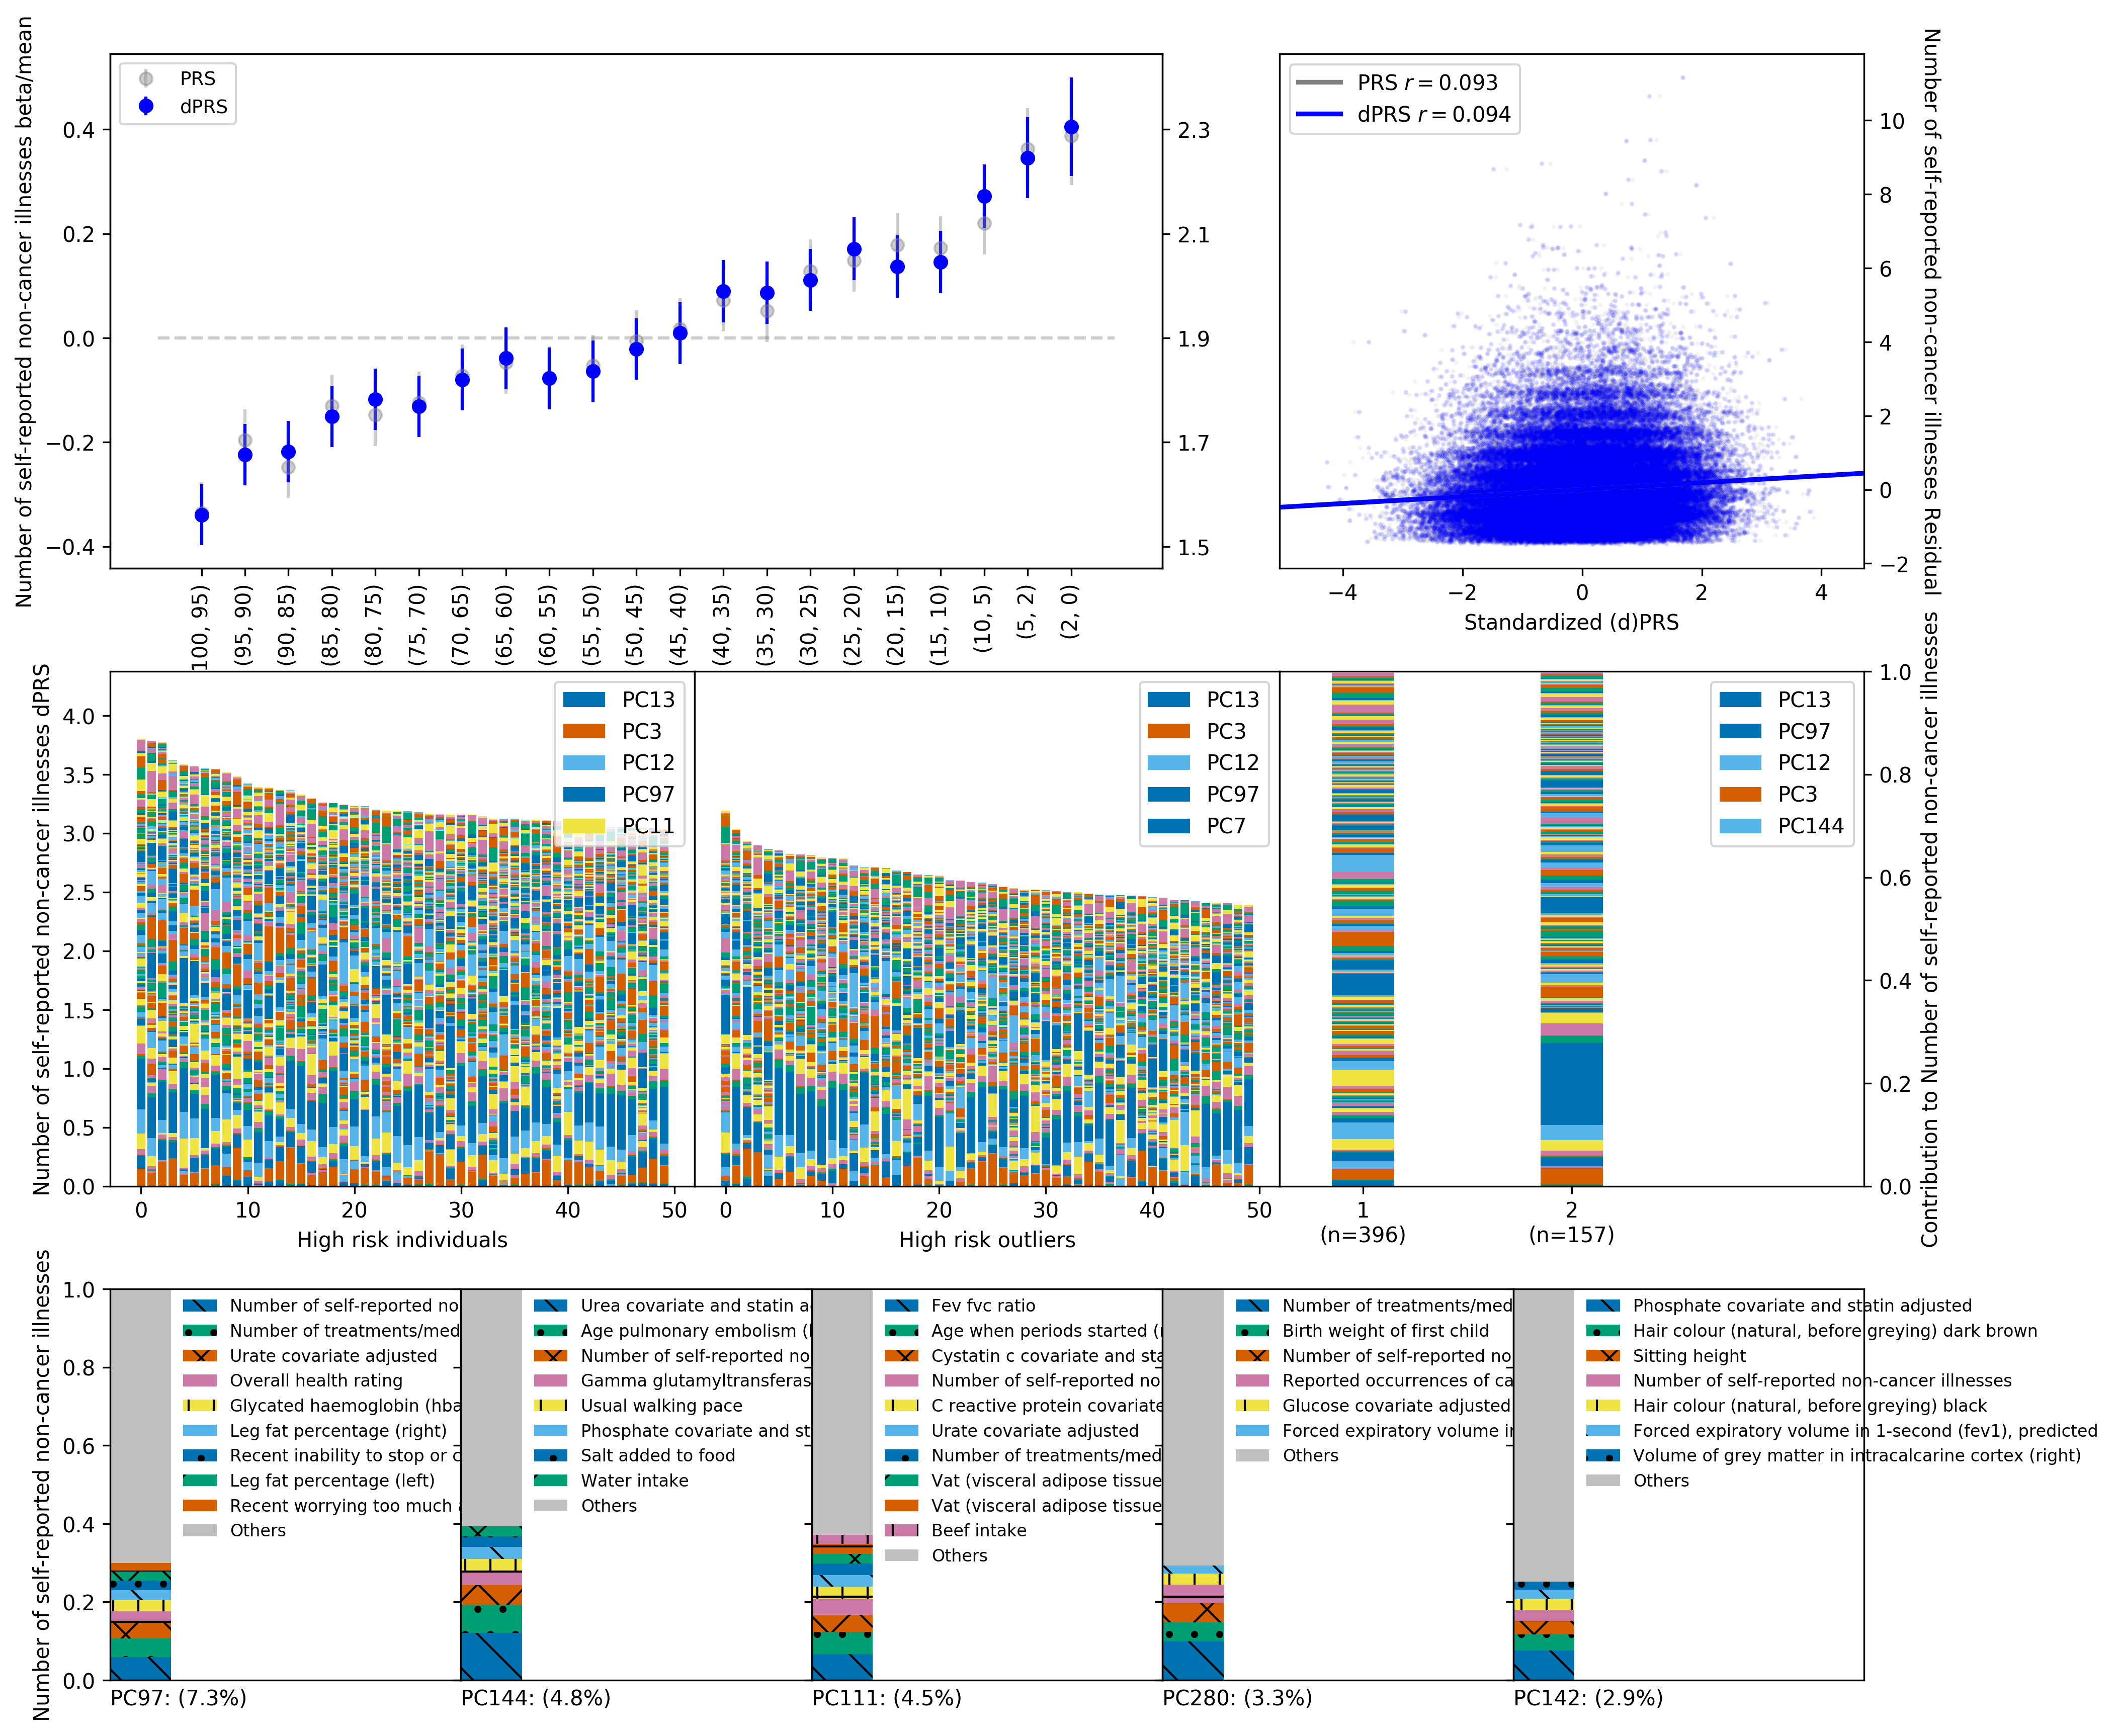 Number of self-reported non-cancer illnesses beta/mean
PRS
dPRS
0.4
0.2
0.0
−0.2
−0.4
2.3
2.1
1.9
1.7
1.5
100, 95)
(95, 90)
(90, 85)
(85, 80)
(80, 75)
(75, 70)
(70, 65)
(65, 60)
(60, 55)
(55, 50)
(50, 45)
(45, 40)
(40, 35)
(35, 30)
(30, 25)
(25, 20)
(20, 15)
(15, 10)
(10, 5)
(5, 2)
(2, 0)
PRS r = 0.093
dPRS r = 0.094
10
8
6
4
2
0
−2
−4
−2
0
2
4
Standardized (d)PRS
Number of self-reported non-cancer illnesses Residual
Number of self-reported non-cancer illnesses dPRS
4.0
3.5
3.0
2.5
2.0
1.5
1.0
0.5
0.0
PC13
PC3
PC12
PC97
PC11
0
10
20
30
40
50
High risk individuals
PC13
PC3
PC12
PC97
PC7
0
10
20
30
40
50
High risk outliers
PC13
PC97
PC12
PC3
PC144
1
(n=396)
2
(n=157)
1.0
0.8
0.6
0.4
0.2
0.0
Contribution to Number of self-reported non-cancer illnesses
Number of self-reported non-cancer illnesses
1.0
0.8
0.6
0.4
0.2
0.0
Number of self-reported no
Number of treatments/med
Urate covariate adjusted
Overall health rating
Glycated haemoglobin (hba
Leg fat percentage (right)
Recent inability to stop or c
Leg fat percentage (left)
Recent worrying too much a
Others
PC97: (7.3%)
Urea covariate and statin a
Age pulmonary embolism (
Number of self-reported no
Gamma glutamyltransferas
Usual walking pace
Phosphate covariate and st
Salt added to food
Water intake
Others
PC144: (4.8%)
Fev fvc ratio
Age when periods started (
Cystatin c covariate and sta
Number of self-reported no
C reactive protein covariate
Urate covariate adjusted
Number of treatments/med
Vat (visceral adipose tissue
Vat (visceral adipose tissue
Beef intake
Others
PC111: (4.5%)
Number of treatments/med
Birth weight of first child
Number of self-reported no
Reported occurrences of ca
Glucose covariate adjusted
Forced expiratory volume i
Others
PC280: (3.3%)
Phosphate covariate and statin adjusted
Hair colour (natural, before greying) dark brown
Sitting height
Number of self-reported non-cancer illnesses
Hair colour (natural, before greying) black
Forced expiratory volume in 1-second (fev1), predicted
Volume of grey matter in intracalcarine cortex (right)
Others
PC142: (2.9%)